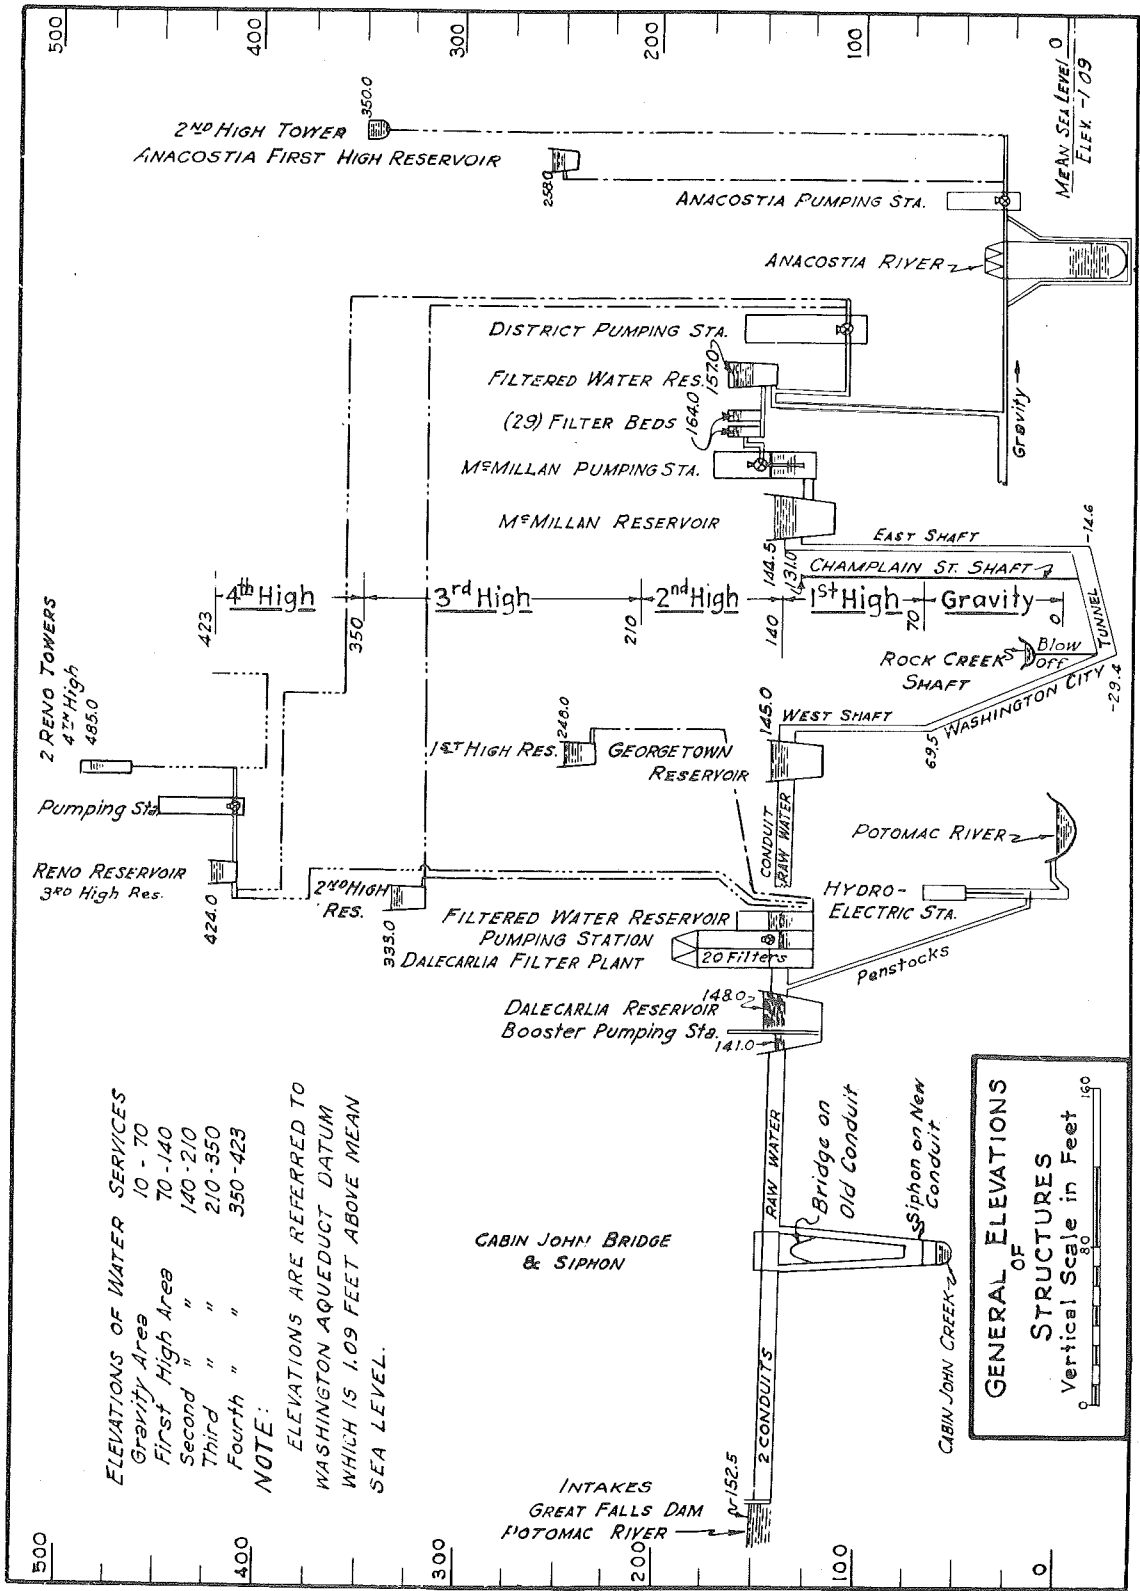 500
400
300
200
100
MEAN SEA LEVEL 0
ELEV. -1.09
2ND HIGH TOWER
350.0
ANACOSTIA FIRST HIGH RESERVOIR
258.0
ANACOSTIA PUMPING STA.
ANACOSTIA RIVER
DISTRICT PUMPING STA.
FILTERED WATER RES.
157.0
(29) FILTER BEDS
164.0
McMILLAN PUMPING STA.
Gravity
McMILLAN RESERVOIR
144.5
131.0
EAST SHAFT
-14.6
CHAMPLAIN ST. SHAFT
423
4th High
350
3rd High
210
2nd High
140
1st High
70
Gravity
0
ROCK CREEK
SHAFT
Blow
Off
TUNNEL
WASHINGTON CITY
-29.4
69.5
WEST SHAFT
145.0
2 RENO TOWERS
4TH High
485.0
1ST HIGH RES.
248.0
GEORGETOWN
RESERVOIR
Pumping Sta.
CONDUIT
RAW WATER
POTOMAC RIVER
RENO RESERVOIR
3RD High Res.
424.0
2ND HIGH
RES.
335.0
HYDRO-
ELECTRIC STA.
FILTERED WATER RESERVOIR
PUMPING STATION
DALECARLIA FILTER PLANT
20 Filters
Penstocks
DALECARLIA RESERVOIR
148.0
Booster Pumping Sta.
141.0
ELEVATIONS OF WATER SERVICES
Gravity Area 10 - 70
First High Area 70 - 140
Second " " 140 - 210
Third " " 210 - 350
Fourth " " 350 - 423
NOTE:
ELEVATIONS ARE REFERRED TO
WASHINGTON AQUEDUCT DATUM
WHICH IS 1.09 FEET ABOVE MEAN
SEA LEVEL.
RAW WATER
Bridge on
Old Conduit
Siphon on New
Conduit
CABIN JOHN BRIDGE
& SIPHON
CABIN JOHN CREEK
2 CONDUITS
INTAKES
GREAT FALLS DAM
POTOMAC RIVER
152.5
GENERAL ELEVATIONS
OF
STRUCTURES
Vertical Scale in Feet
0 80 160
500
400
300
200
100
0